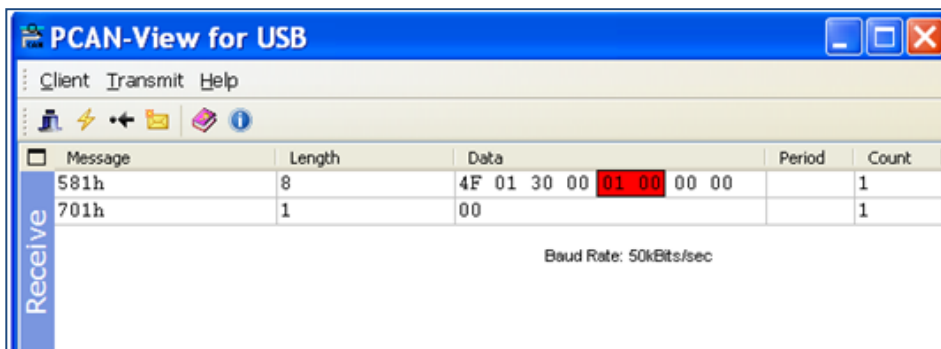 PCAN-View for USB
Client Transmit Help
Message Length Data Period Count
581h 8 4F 01 30 00 01 00 00 00 1
701h 1 00 1
Baud Rate: 50kBits/sec
Receive